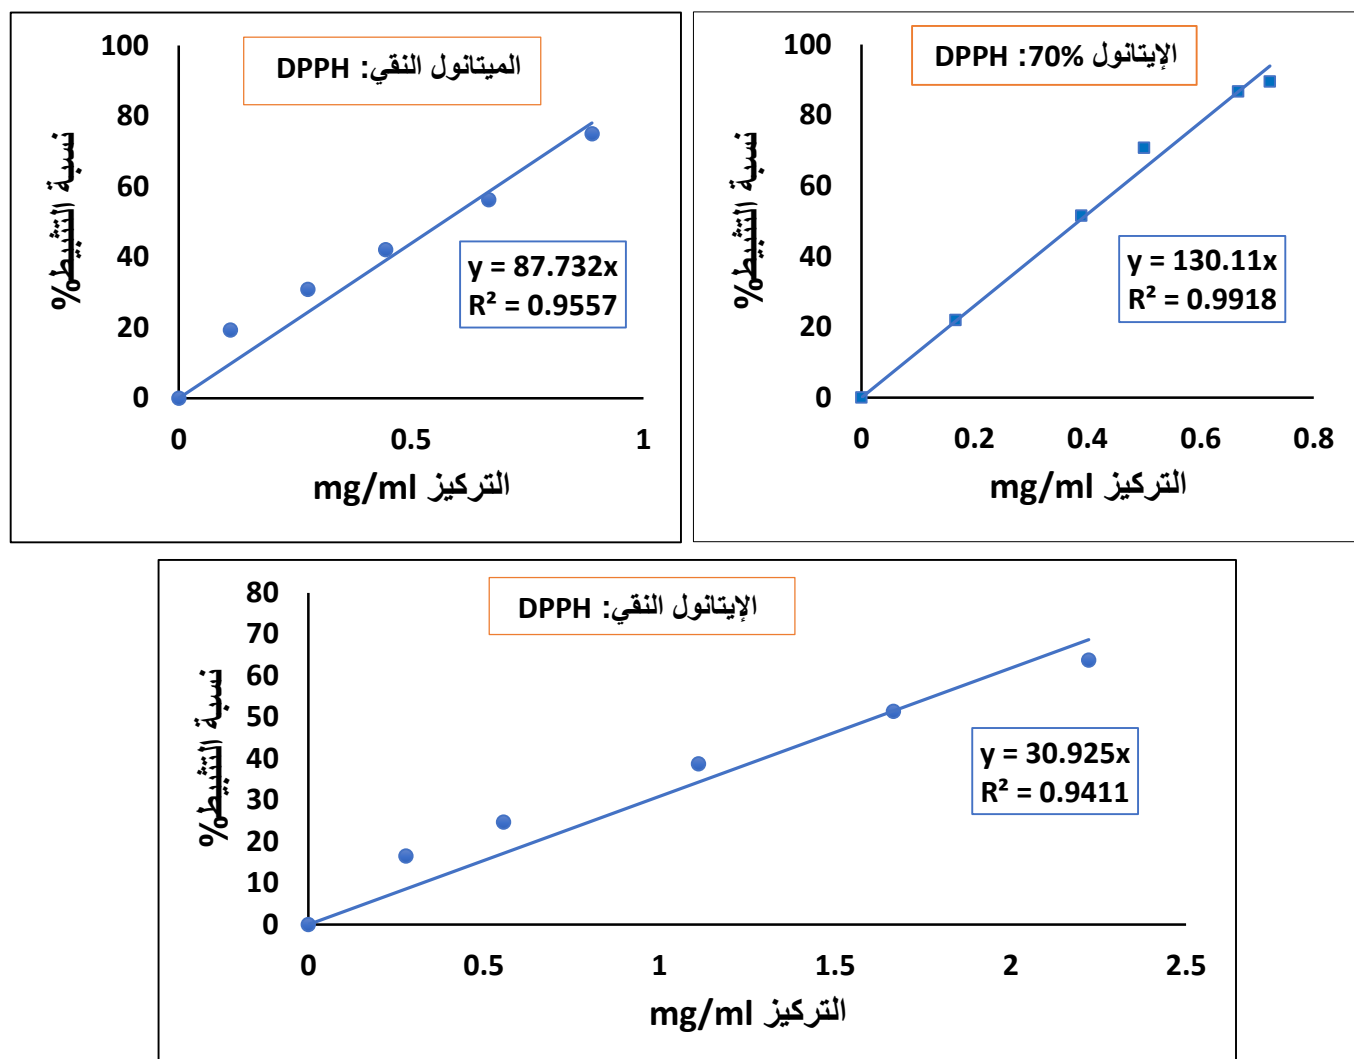 DPPH :الميتانول النقي
100
80
60
40
20
0
نسبة التثبيط%
y = 87.732x
R² = 0.9557
0 0.5 1
التركيز mg/ml
DPPH :70% الإيتانول
100
80
60
40
20
0
نسبة التثبيط%
y = 130.11x
R² = 0.9918
0 0.2 0.4 0.6 0.8
التركيز mg/ml
DPPH :الإيتانول النقي
80
70
60
50
40
30
20
10
0
نسبة التثبيط%
y = 30.925x
R² = 0.9411
0 0.5 1 1.5 2 2.5
التركيز mg/ml